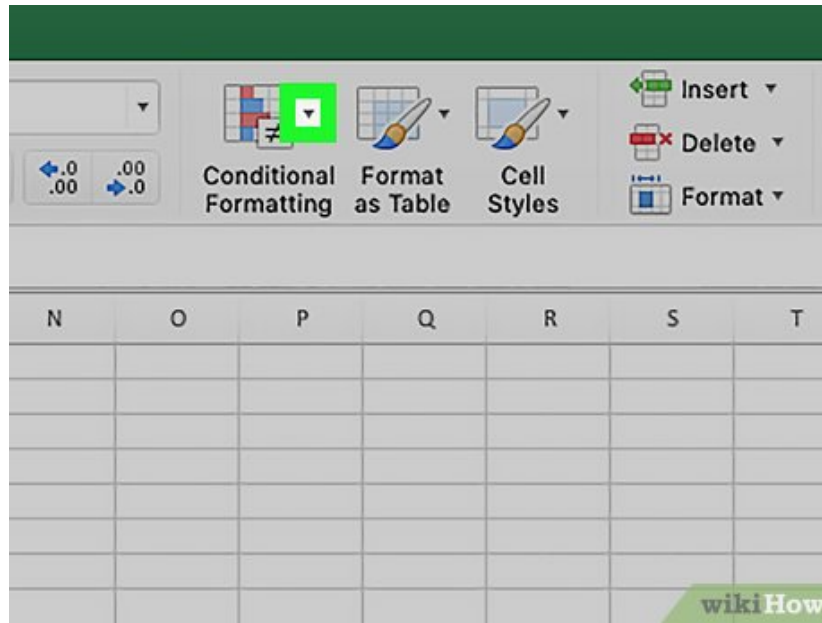 Insert
Delete
Format
.0
.00
.00
.0
Conditional
Formatting
Format
as Table
Cell
Styles
N O P Q R S T
wikiHow